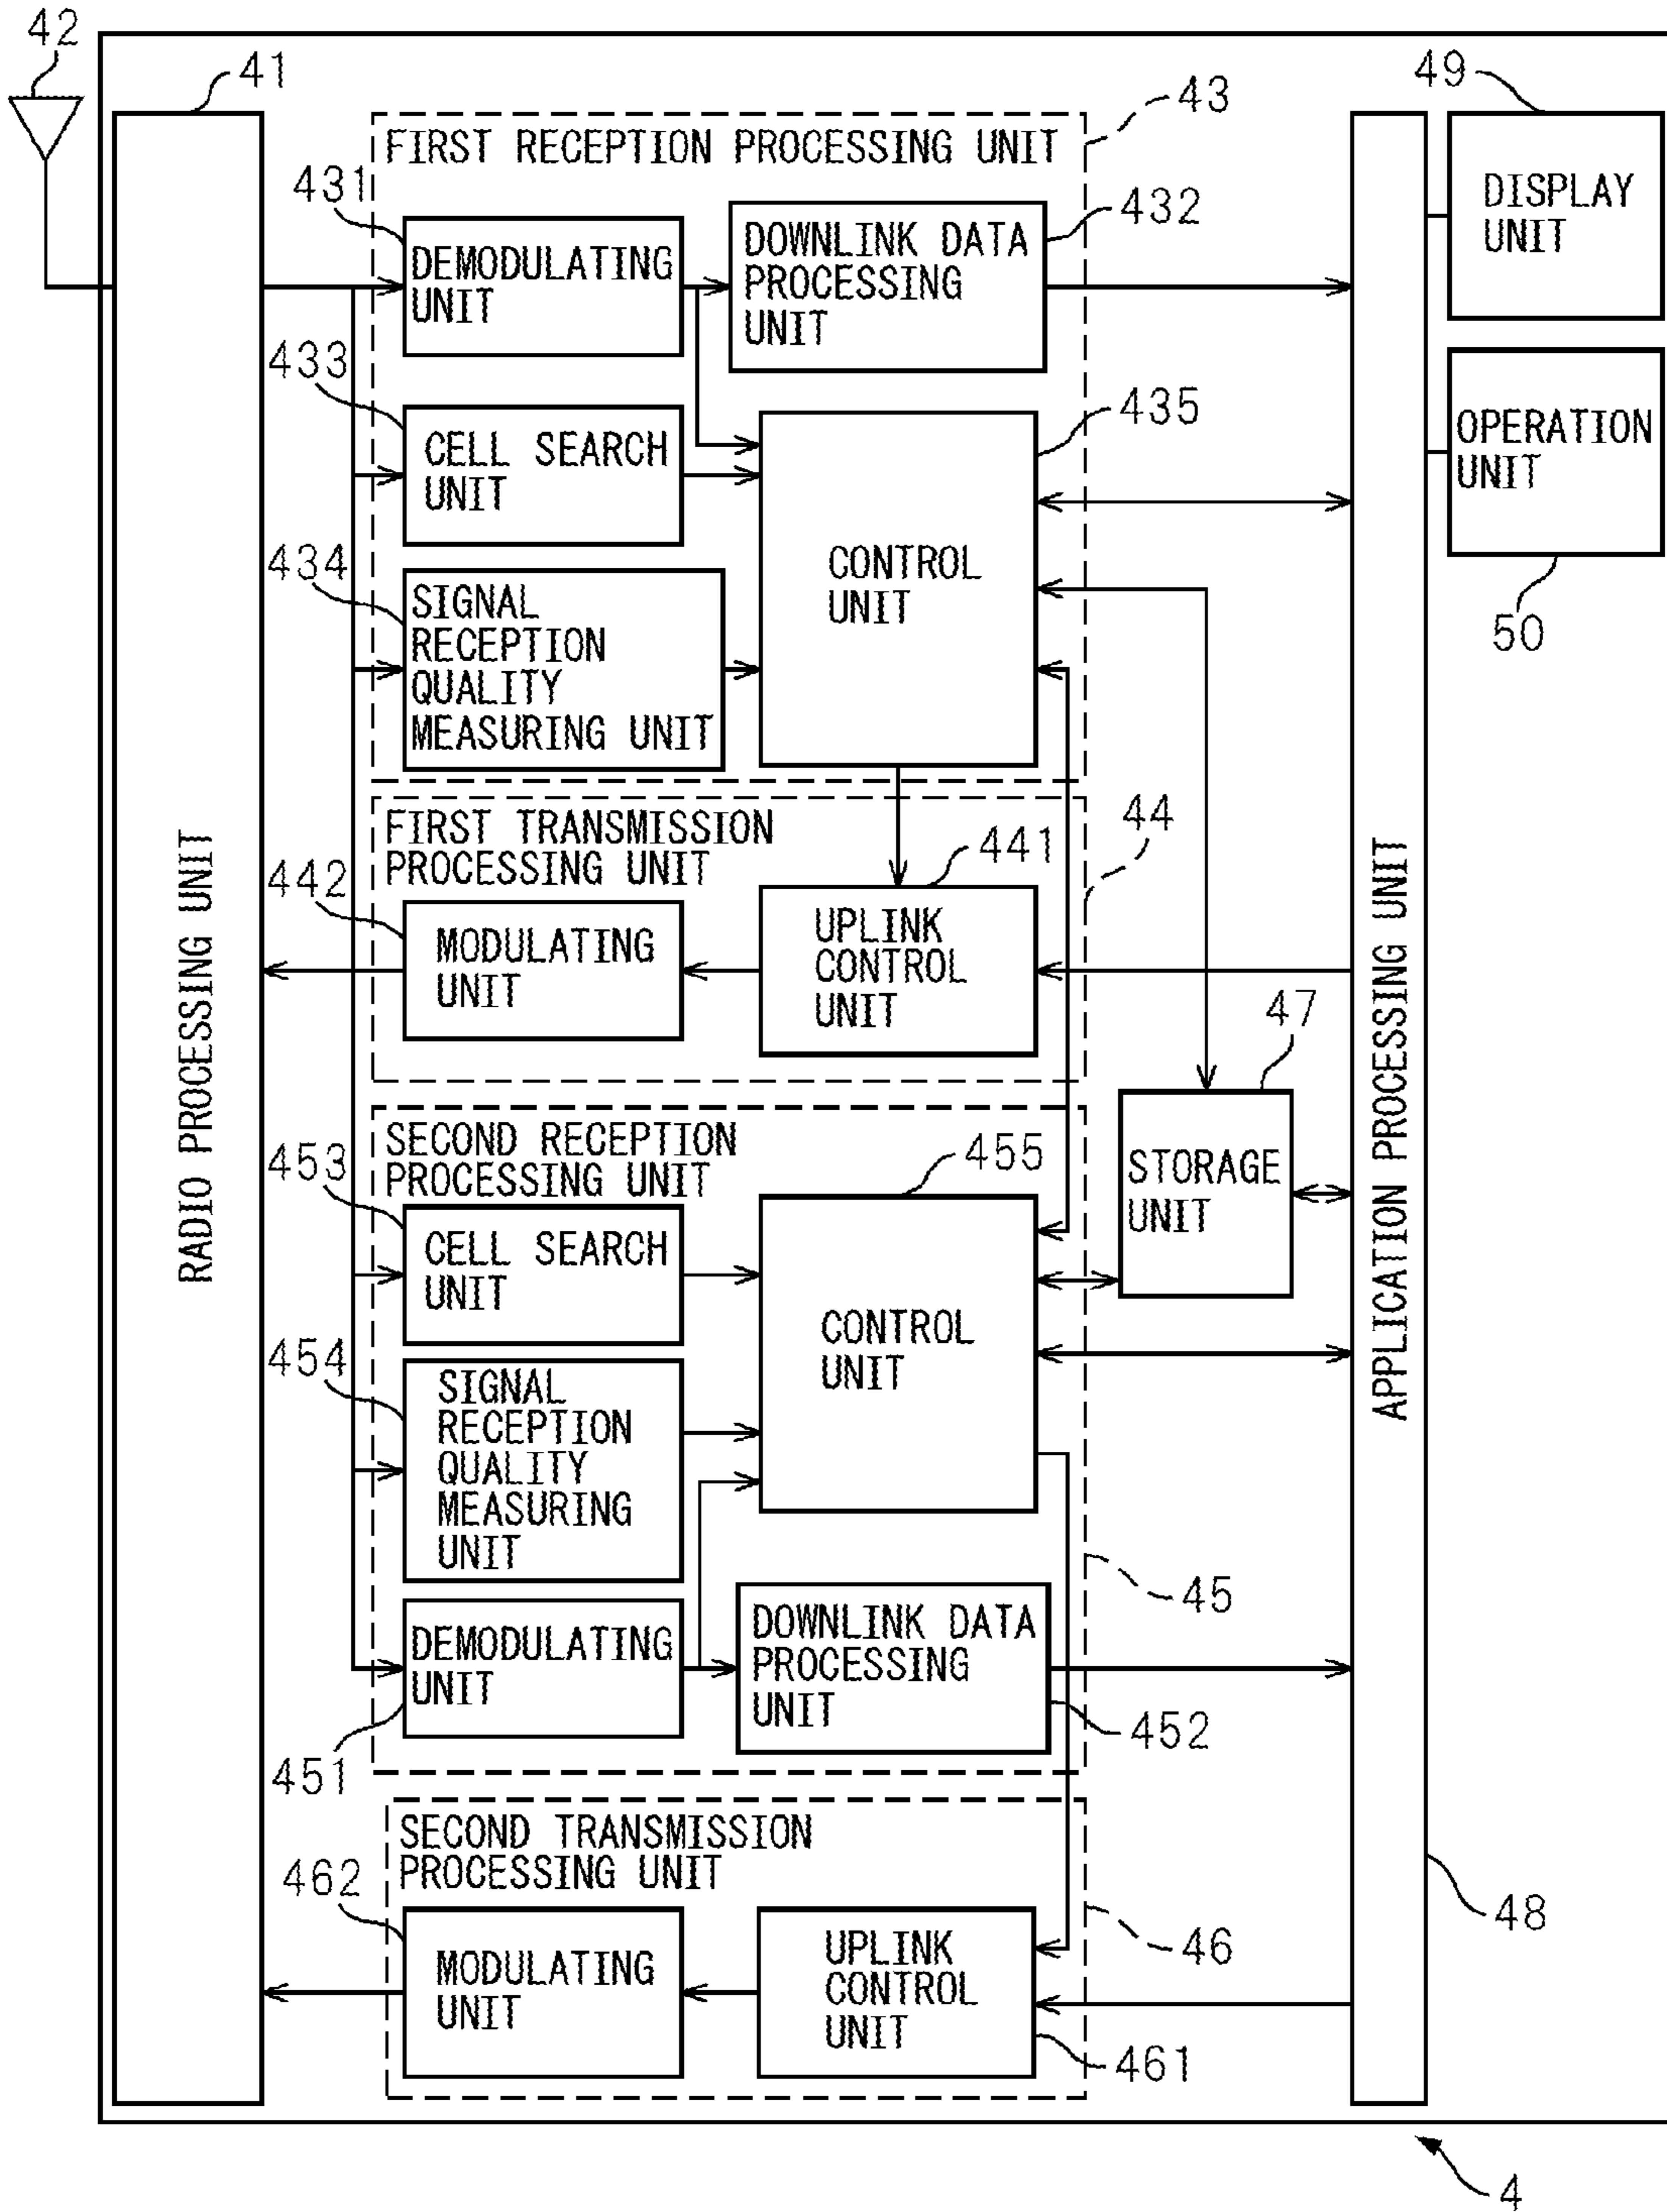 42
41
49
43
FIRST RECEPTION PROCESSING UNIT
431
432
DEMODULATING
UNIT
DOWNLINK DATA
PROCESSING
UNIT
DISPLAY
UNIT
433
435
CELL SEARCH
UNIT
OPERATION
UNIT
434
CONTROL
UNIT
50
SIGNAL
RECEPTION
QUALITY
MEASURING UNIT
FIRST TRANSMISSION
PROCESSING UNIT
44
441
442
MODULATING
UNIT
UPLINK
CONTROL
UNIT
RADIO PROCESSING UNIT
APPLICATION PROCESSING UNIT
47
SECOND RECEPTION
PROCESSING UNIT
453
455
STORAGE
UNIT
CELL SEARCH
UNIT
CONTROL
UNIT
454
SIGNAL
RECEPTION
QUALITY
MEASURING
UNIT
45
DEMODULATING
UNIT
DOWNLINK DATA
PROCESSING
UNIT
451
452
SECOND TRANSMISSION
PROCESSING UNIT
462
48
46
MODULATING
UNIT
UPLINK
CONTROL
UNIT
461
4